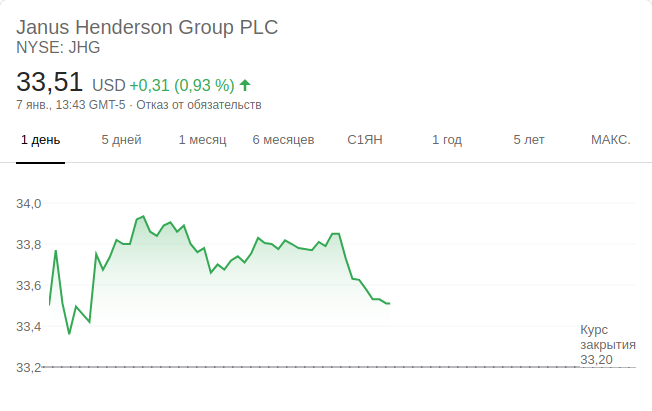 Janus Henderson Group PLC
NYSE: JHG
33,51 USD +0,31 (0,93 %)
7 янв., 13:43 GMT-5 · Отказ от обязательств
1 день 5 дней 1 месяц 6 месяцев С1ЯН 1 год 5 лет МАКС.
34,0
33,8
33,6
33,4
33,2
Курс
закрытия
33,20